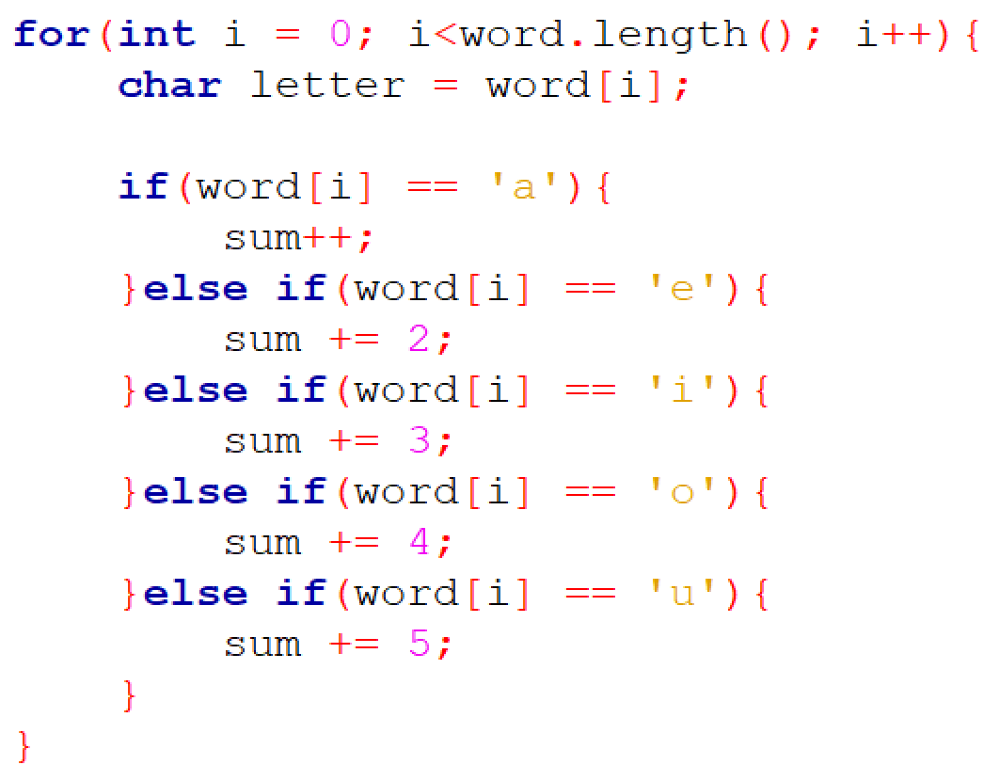 for(int i = 0; i<word.length(); i++){
    char letter = word[i];

    if(word[i] == 'a'){
        sum++;
    }else if(word[i] == 'e'){
        sum += 2;
    }else if(word[i] == 'i'){
        sum += 3;
    }else if(word[i] == 'o'){
        sum += 4;
    }else if(word[i] == 'u'){
        sum += 5;
    }
}